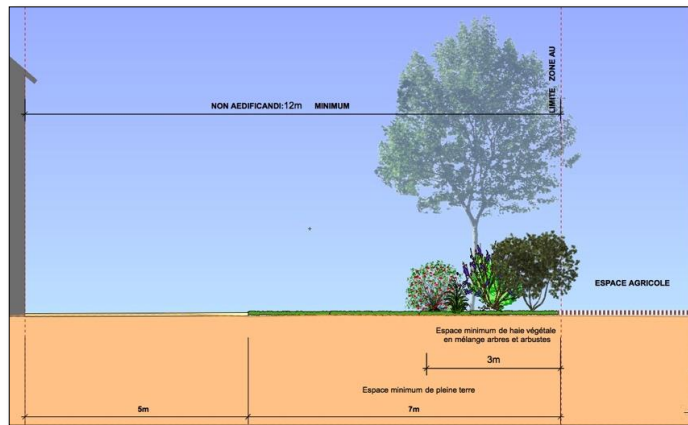 NON AEDIFICANDI:12m MINIMUM
LIMITE ZONE AU
ESPACE AGRICOLE
Espace minimum de haie végétale
en mélange arbres et arbustes
3m
Espace minimum de pleine terre
5m
7m